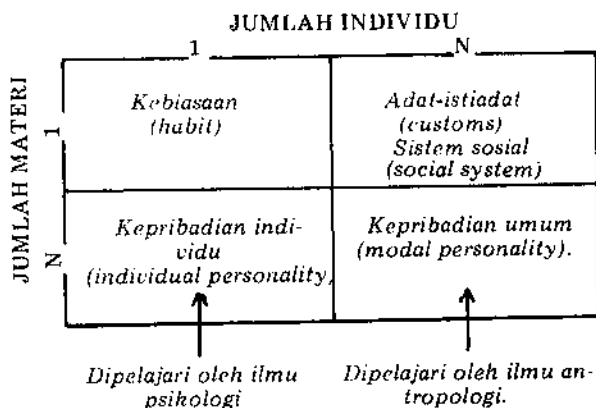 JUMLAH INDIVIDU
1
N
JUMLAH MATERI
1
Kebiasaan
(habit)
Adat-istiadat
(customs)
Sistem sosial
(social system)
N
Kepribadian indi-
vidu
(individual personality,
Kepribadian umum
(modal personality).
Dipelajari oleh ilmu
psikologi
Dipelajari oleh ilmu an-
tropologi.